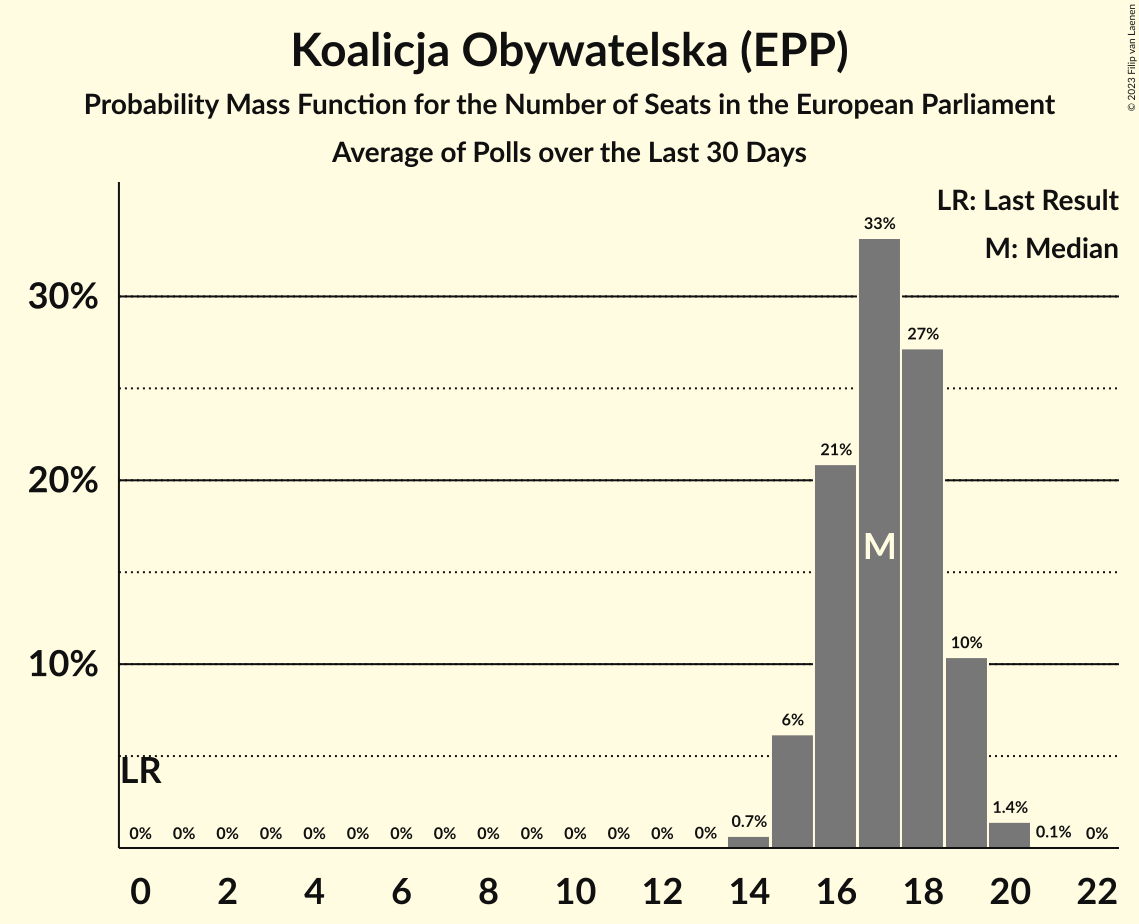 Koalicja Obywatelska (EPP)
Probability Mass Function for the Number of Seats in the European Parliament
Average of Polls over the Last 30 Days
© 2023 Filip van Laenen
LR: Last Result
M: Median
30%
20%
10%
33%
27%
21%
M
10%
6%
LR
1.4%
0.7%
0.1%
0% 0% 0% 0% 0% 0% 0% 0% 0% 0% 0% 0% 0% 0% 0%
0 2 4 6 8 10 12 14 16 18 20 22